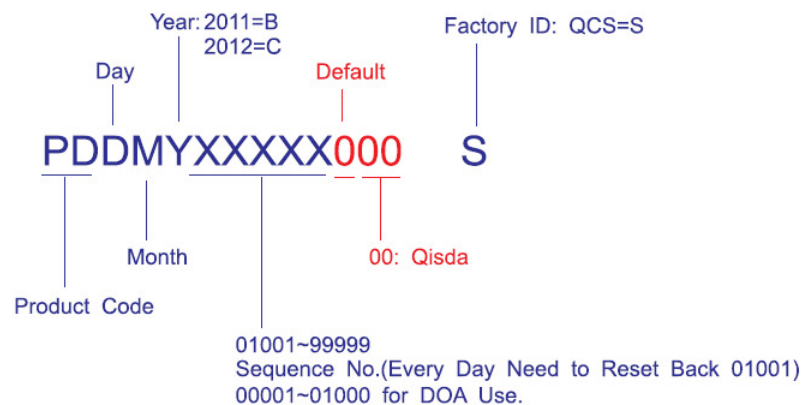 Year: 2011=B
2012=C
Factory ID: QCS=S
Day
Default
PDDMYXXXXX000 S
Month
00: Qisda
Product Code
01001~99999
Sequence No.(Every Day Need to Reset Back 01001)
00001~01000 for DOA Use.